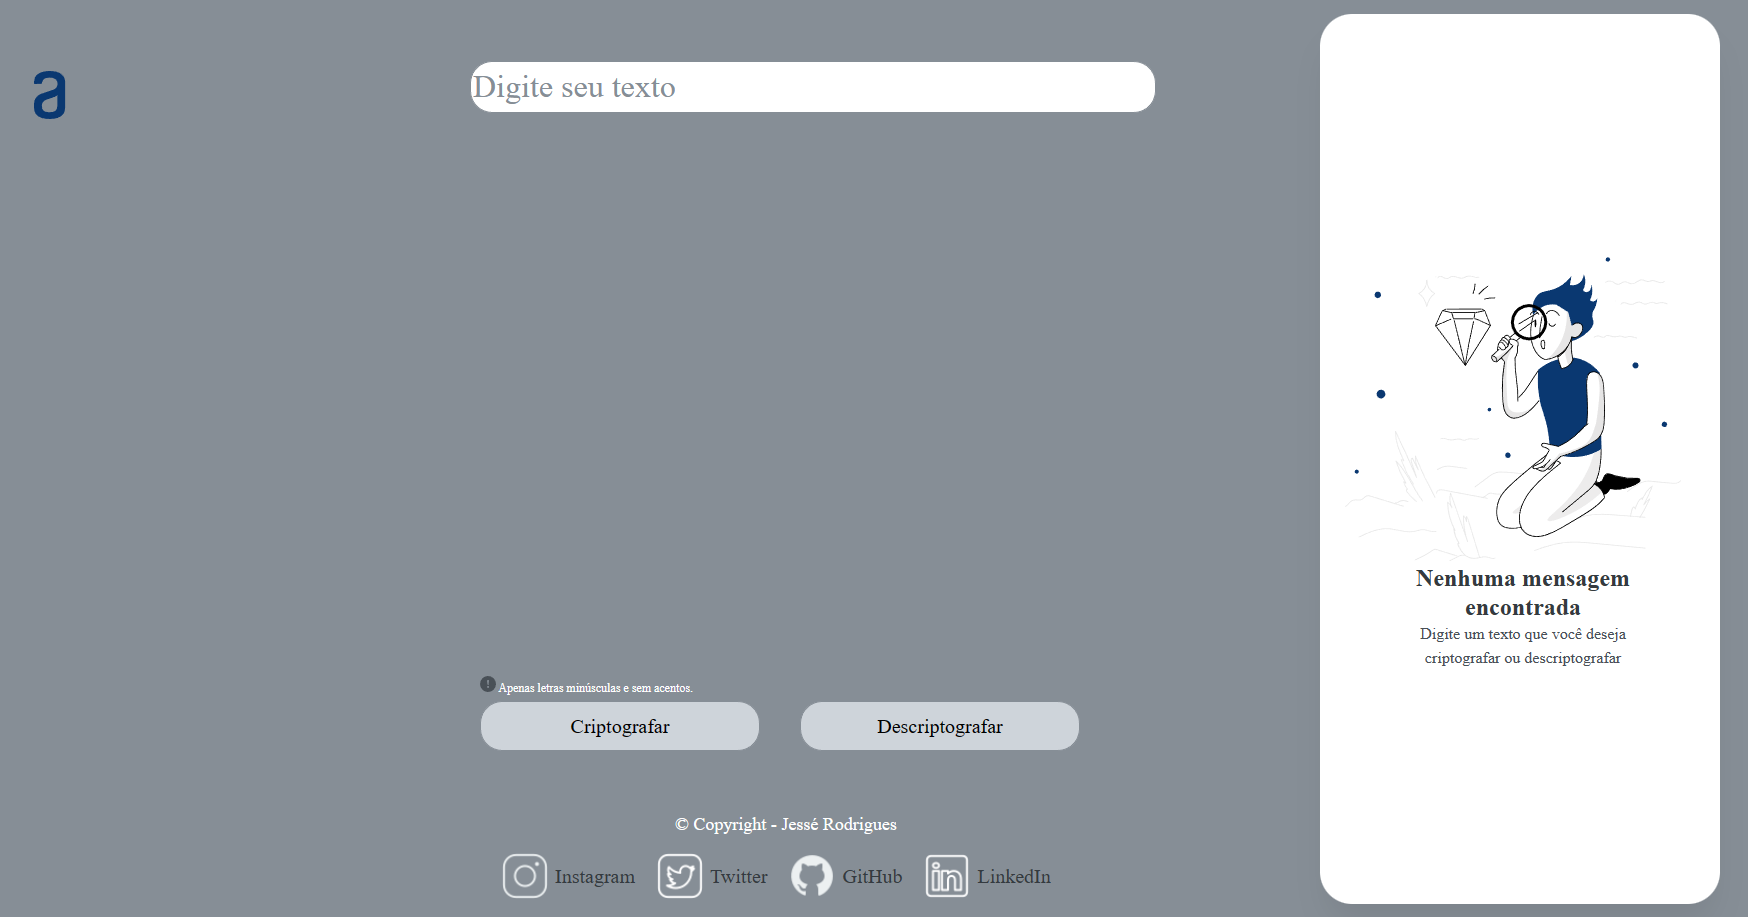 a
Digite seu texto
Nenhuma mensagem
encontrada
Digite um texto que você deseja
criptografar ou descriptografar
! Apenas letras minúsculas e sem acentos.
Criptografar
Descriptografar
© Copyright - Jessé Rodrigues
Instagram
Twitter
GitHub
in LinkedIn